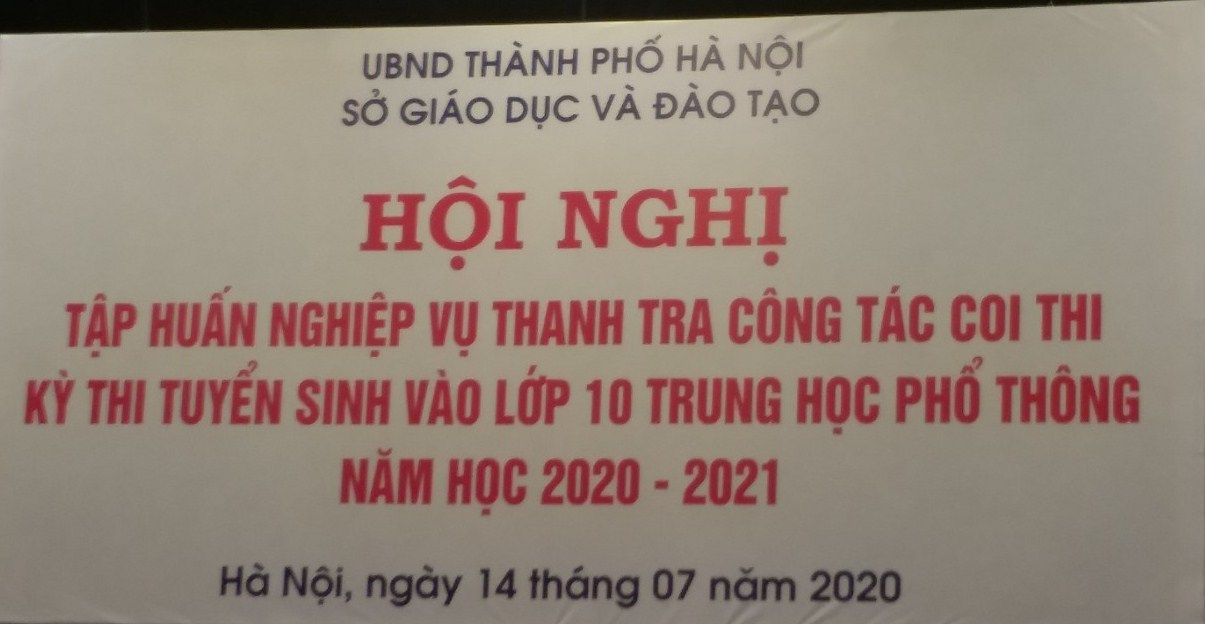 UBND THÀNH PHỐ HÀ NỘI
SỞ GIÁO DỤC VÀ ĐÀO TẠO
HỘI NGHỊ
TẬP HUẤN NGHIỆP VỤ THANH TRA CÔNG TÁC COI THI
KỲ THI TUYỂN SINH VÀO LỚP 10 TRUNG HỌC PHỔ THÔNG
NĂM HỌC 2020 - 2021
Hà Nội, ngày 14 tháng 07 năm 2020